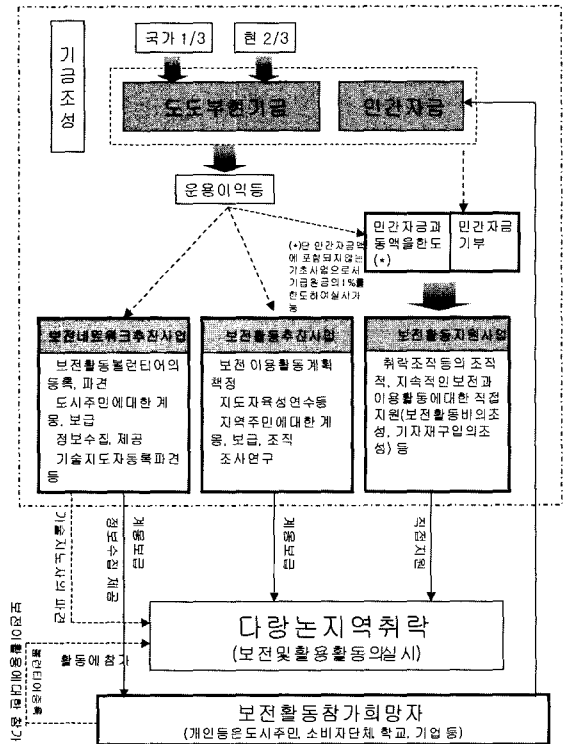 기금조성
국가 1/3
현 2/3
도도부현기금
민간자금
운용이익등
민간자금과
동액을한도
(*)
민간자금
기부
(*)단 민간자금액
에 포함되지않는
기초사업으로서
기금원금의1%를
한도하여실시가
능
보전네트워크추진사업
보전활동볼런티어의
등록, 파견
도시주민에대한 계
몽, 보급
정보수집, 제공
기술지도자등록파견
등
보전활동추진사업
보전 이용활동계획
책정
지도자육성연수등
지역주민에대한 계
몽, 보급, 조직
조사연구
보전활동지원사업
취락조직등의 조직
적, 지속적인보전과
이용활동에대한 직접
지원(보전활동비의조
성, 기자재구입의조
성) 등
기술지도자의 파견
계몽보급
정보수집 제공
계몽보급
직접지원
다랑논지역취락
(보전및활용활동의실시)
활동에 참가
볼런티어등록
보전이활용에대한 참가
보전활동참가희망자
(개인등은도시주민, 소비자단체, 학교, 기업 등)